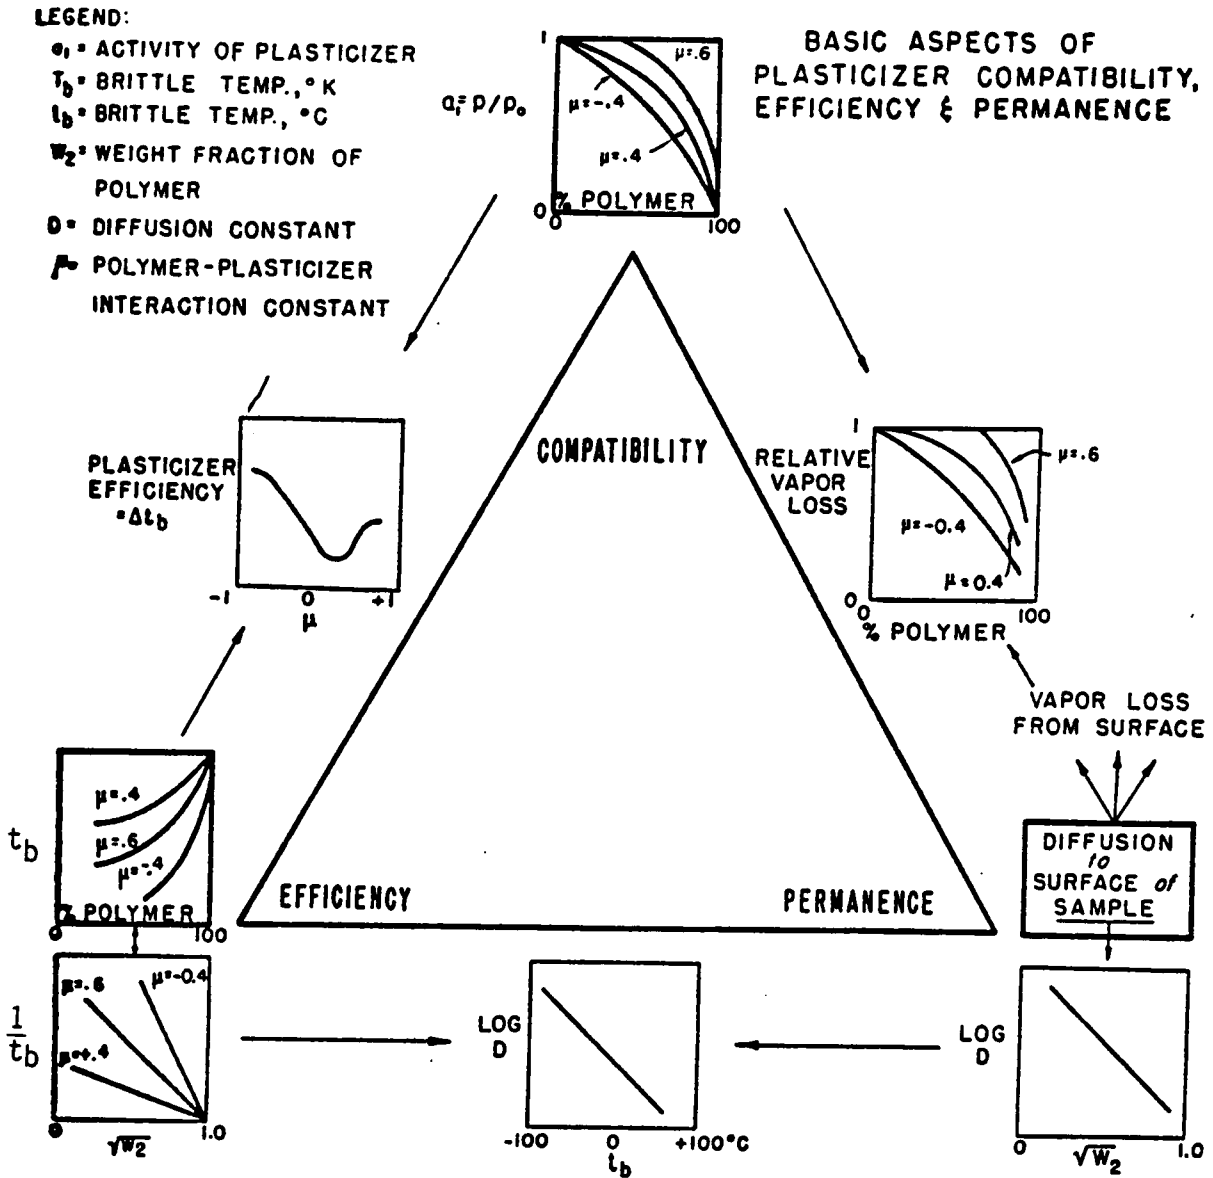 LEGEND:
a₁ = ACTIVITY OF PLASTICIZER
T_b = BRITTLE TEMP., °K
t_b = BRITTLE TEMP., °C
W₂ = WEIGHT FRACTION OF
POLYMER
D = DIFFUSION CONSTANT
μ = POLYMER-PLASTICIZER
INTERACTION CONSTANT
BASIC ASPECTS OF
PLASTICIZER COMPATIBILITY,
EFFICIENCY & PERMANENCE
1
a₁=P/P₀
μ=.6
μ=-.4
μ=.4
% POLYMER
0
0
100
COMPATIBILITY
EFFICIENCY
PERMANENCE
PLASTICIZER
EFFICIENCY
=Δt_b
-1
0
+1
μ
1
RELATIVE
VAPOR
LOSS
μ=.6
μ=-0.4
μ=0.4
0
0
100
% POLYMER
VAPOR LOSS
FROM SURFACE
DIFFUSION
to
SURFACE of
SAMPLE
t_b
μ=.4
μ=.6
μ=-.4
% POLYMER
0
100
1/t_b
μ=.6
μ=-0.4
μ=+.4
0
1.0
√W₂
LOG
D
-100
0
+100°C
t_b
LOG
D
0
1.0
√W₂